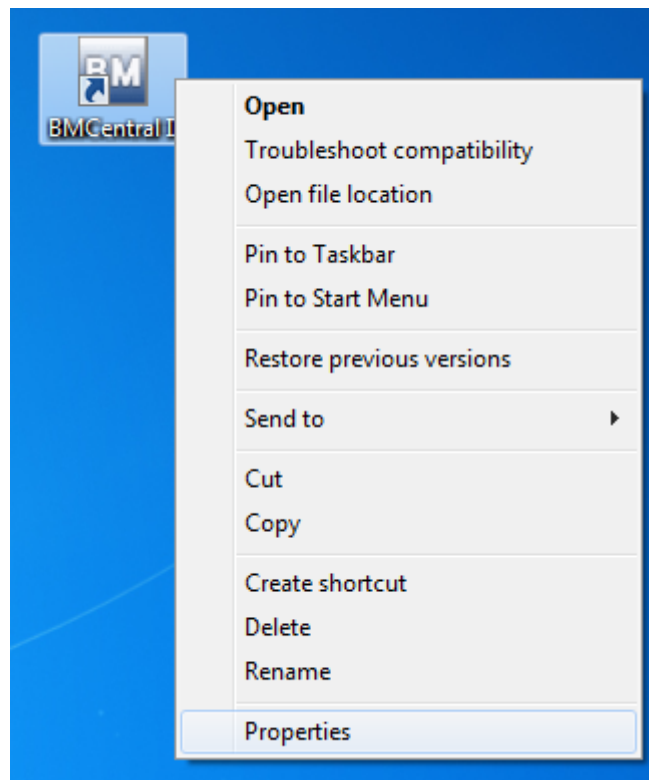 BM
BMCentral
Open
Troubleshoot compatibility
Open file location
Pin to Taskbar
Pin to Start Menu
Restore previous versions
Send to
Cut
Copy
Create shortcut
Delete
Rename
Properties